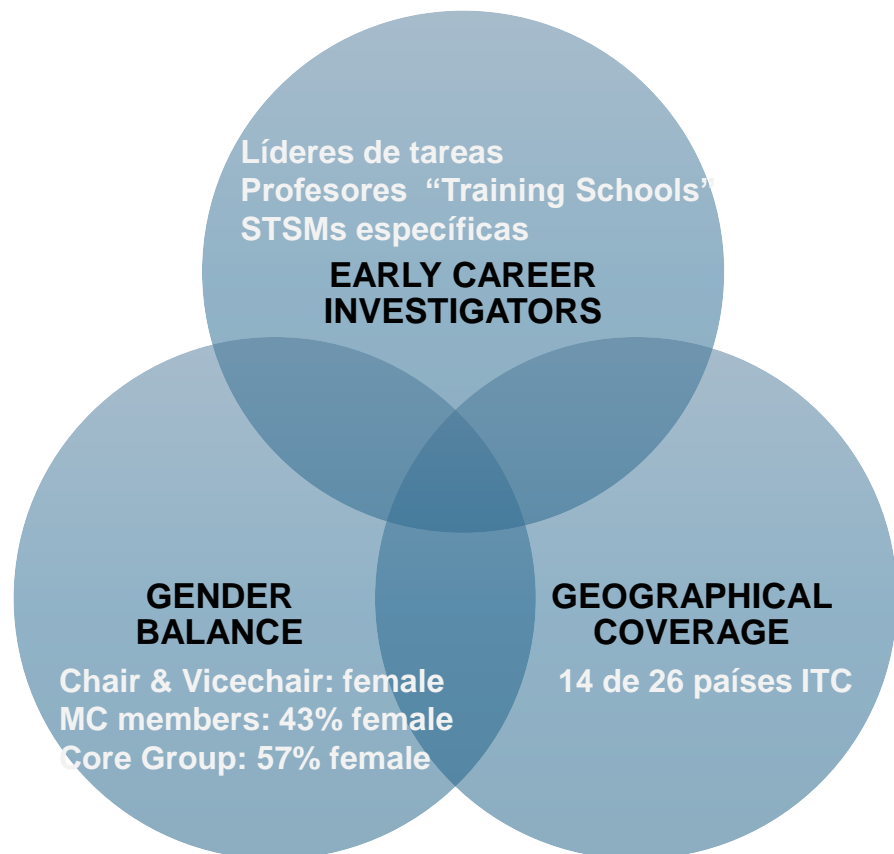 Líderes de tareas
Profesores “Training Schools”
STSMs específicas
EARLY CAREER
INVESTIGATORS
GENDER
BALANCE
Chair & Vicechair: female
MC members: 43% female
Core Group: 57% female
GEOGRAPHICAL
COVERAGE
14 de 26 países ITC